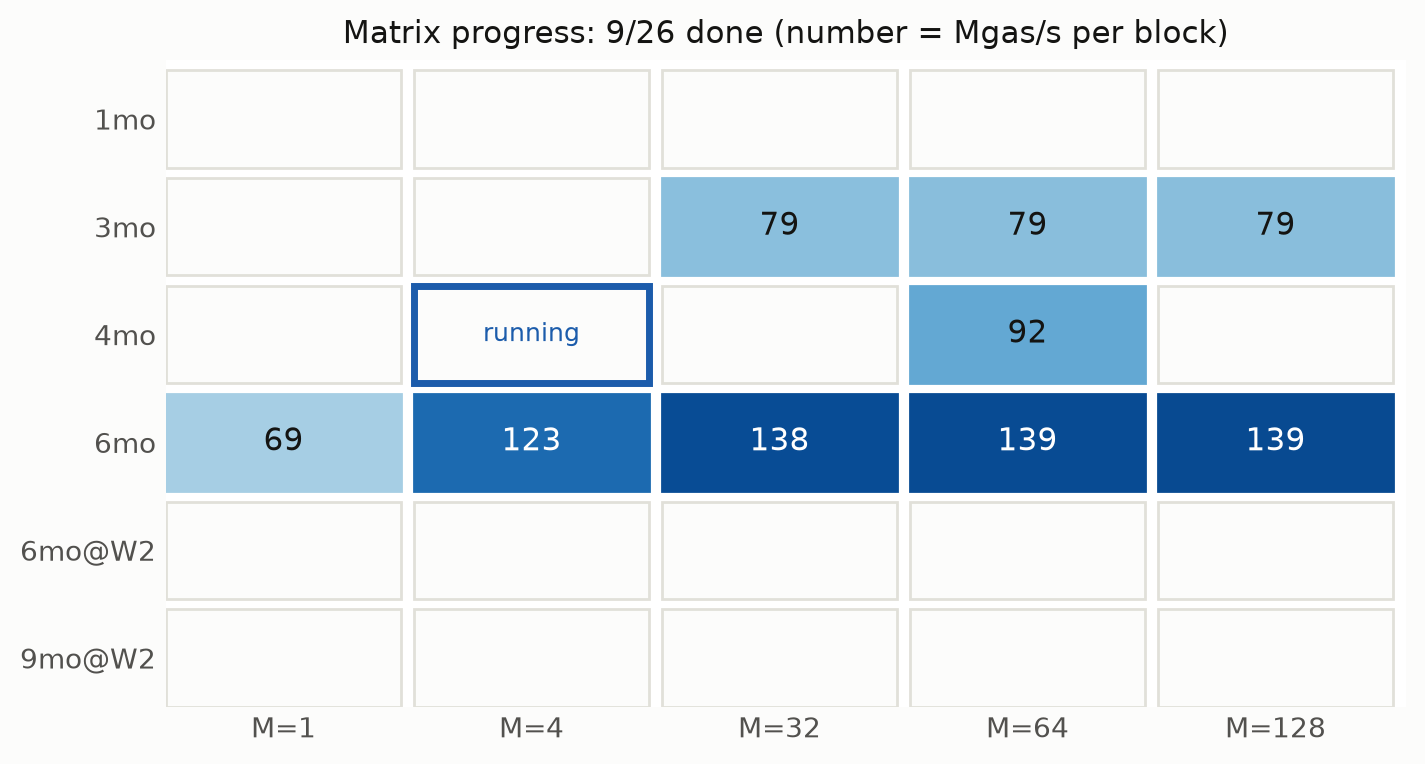 Matrix progress: 9/26 done (number = Mgas/s per block)
1mo
3mo 79 79 79
4mo running 92
6mo 69 123 138 139 139
6mo@W2
9mo@W2
M=1 M=4 M=32 M=64 M=128